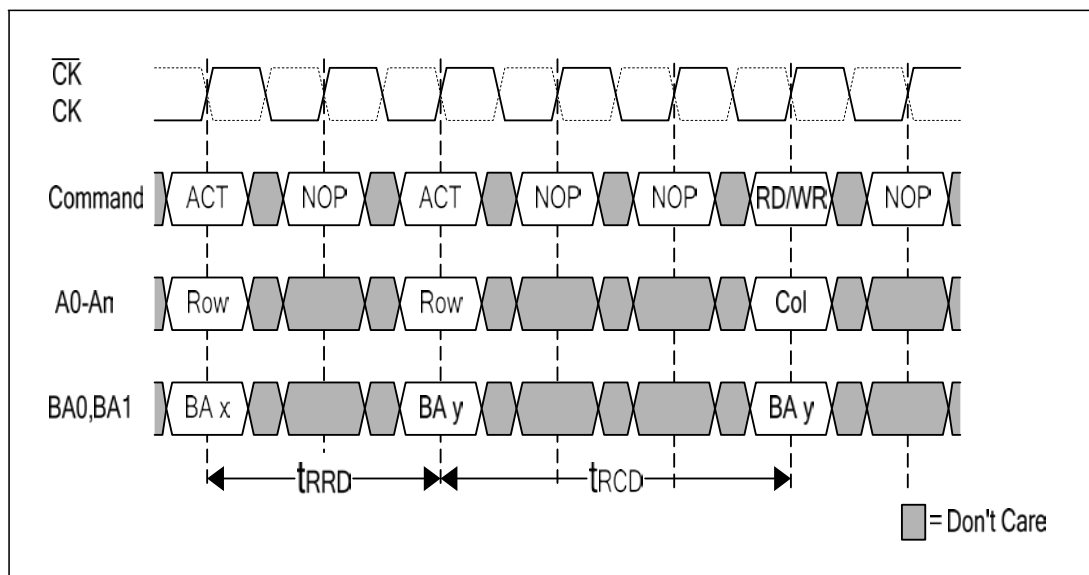 CK
CK
Command ACT NOP ACT NOP NOP RD/WR NOP
A0-An Row Row Col
BA0,BA1 BA x BA y BA y
tRRD tRCD
= Don't Care